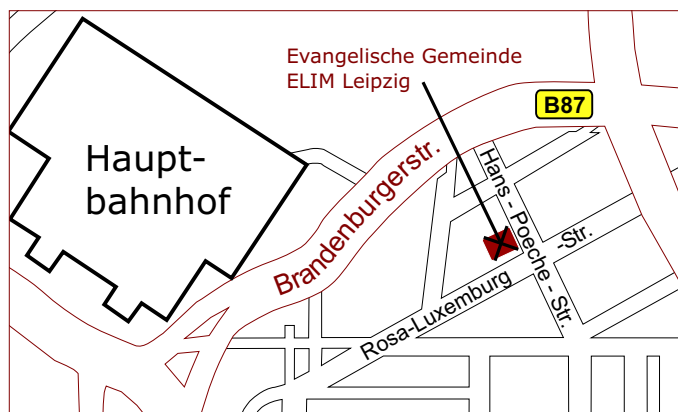 Evangelische Gemeinde
ELIM Leipzig
B87
Haupt-
bahnhof
Brandenburgerstr.
Hans - Poeche - Str.
Rosa-Luxemburg -Str.